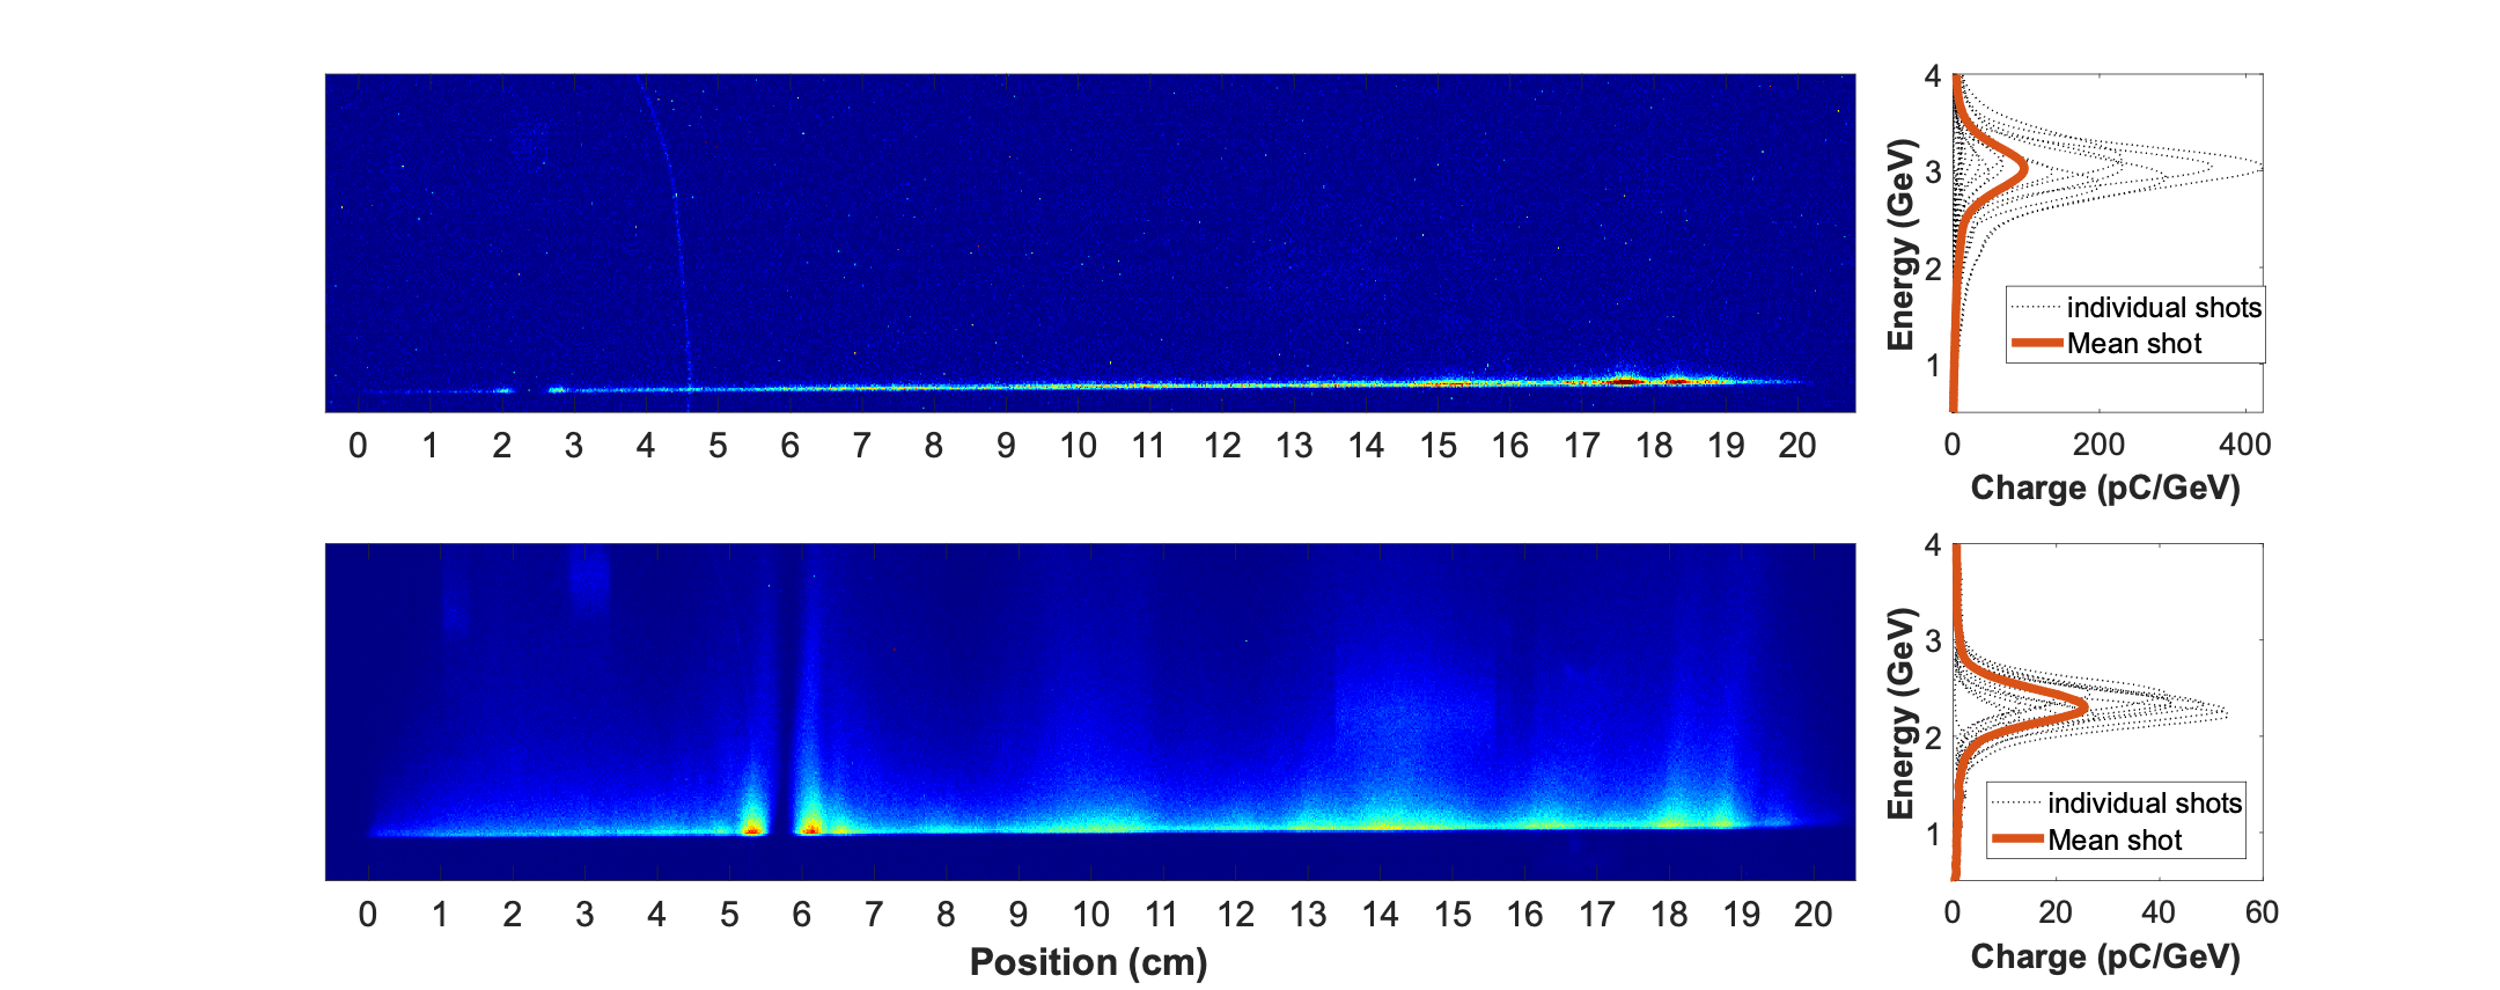 Energy (GeV)
4
3
2
1
individual shots
Mean shot
0 1 2 3 4 5 6 7 8 9 10 11 12 13 14 15 16 17 18 19 20
0 200 400
Charge (pC/GeV)
Energy (GeV)
4
3
2
1
individual shots
Mean shot
0 1 2 3 4 5 6 7 8 9 10 11 12 13 14 15 16 17 18 19 20
Position (cm)
0 20 40 60
Charge (pC/GeV)